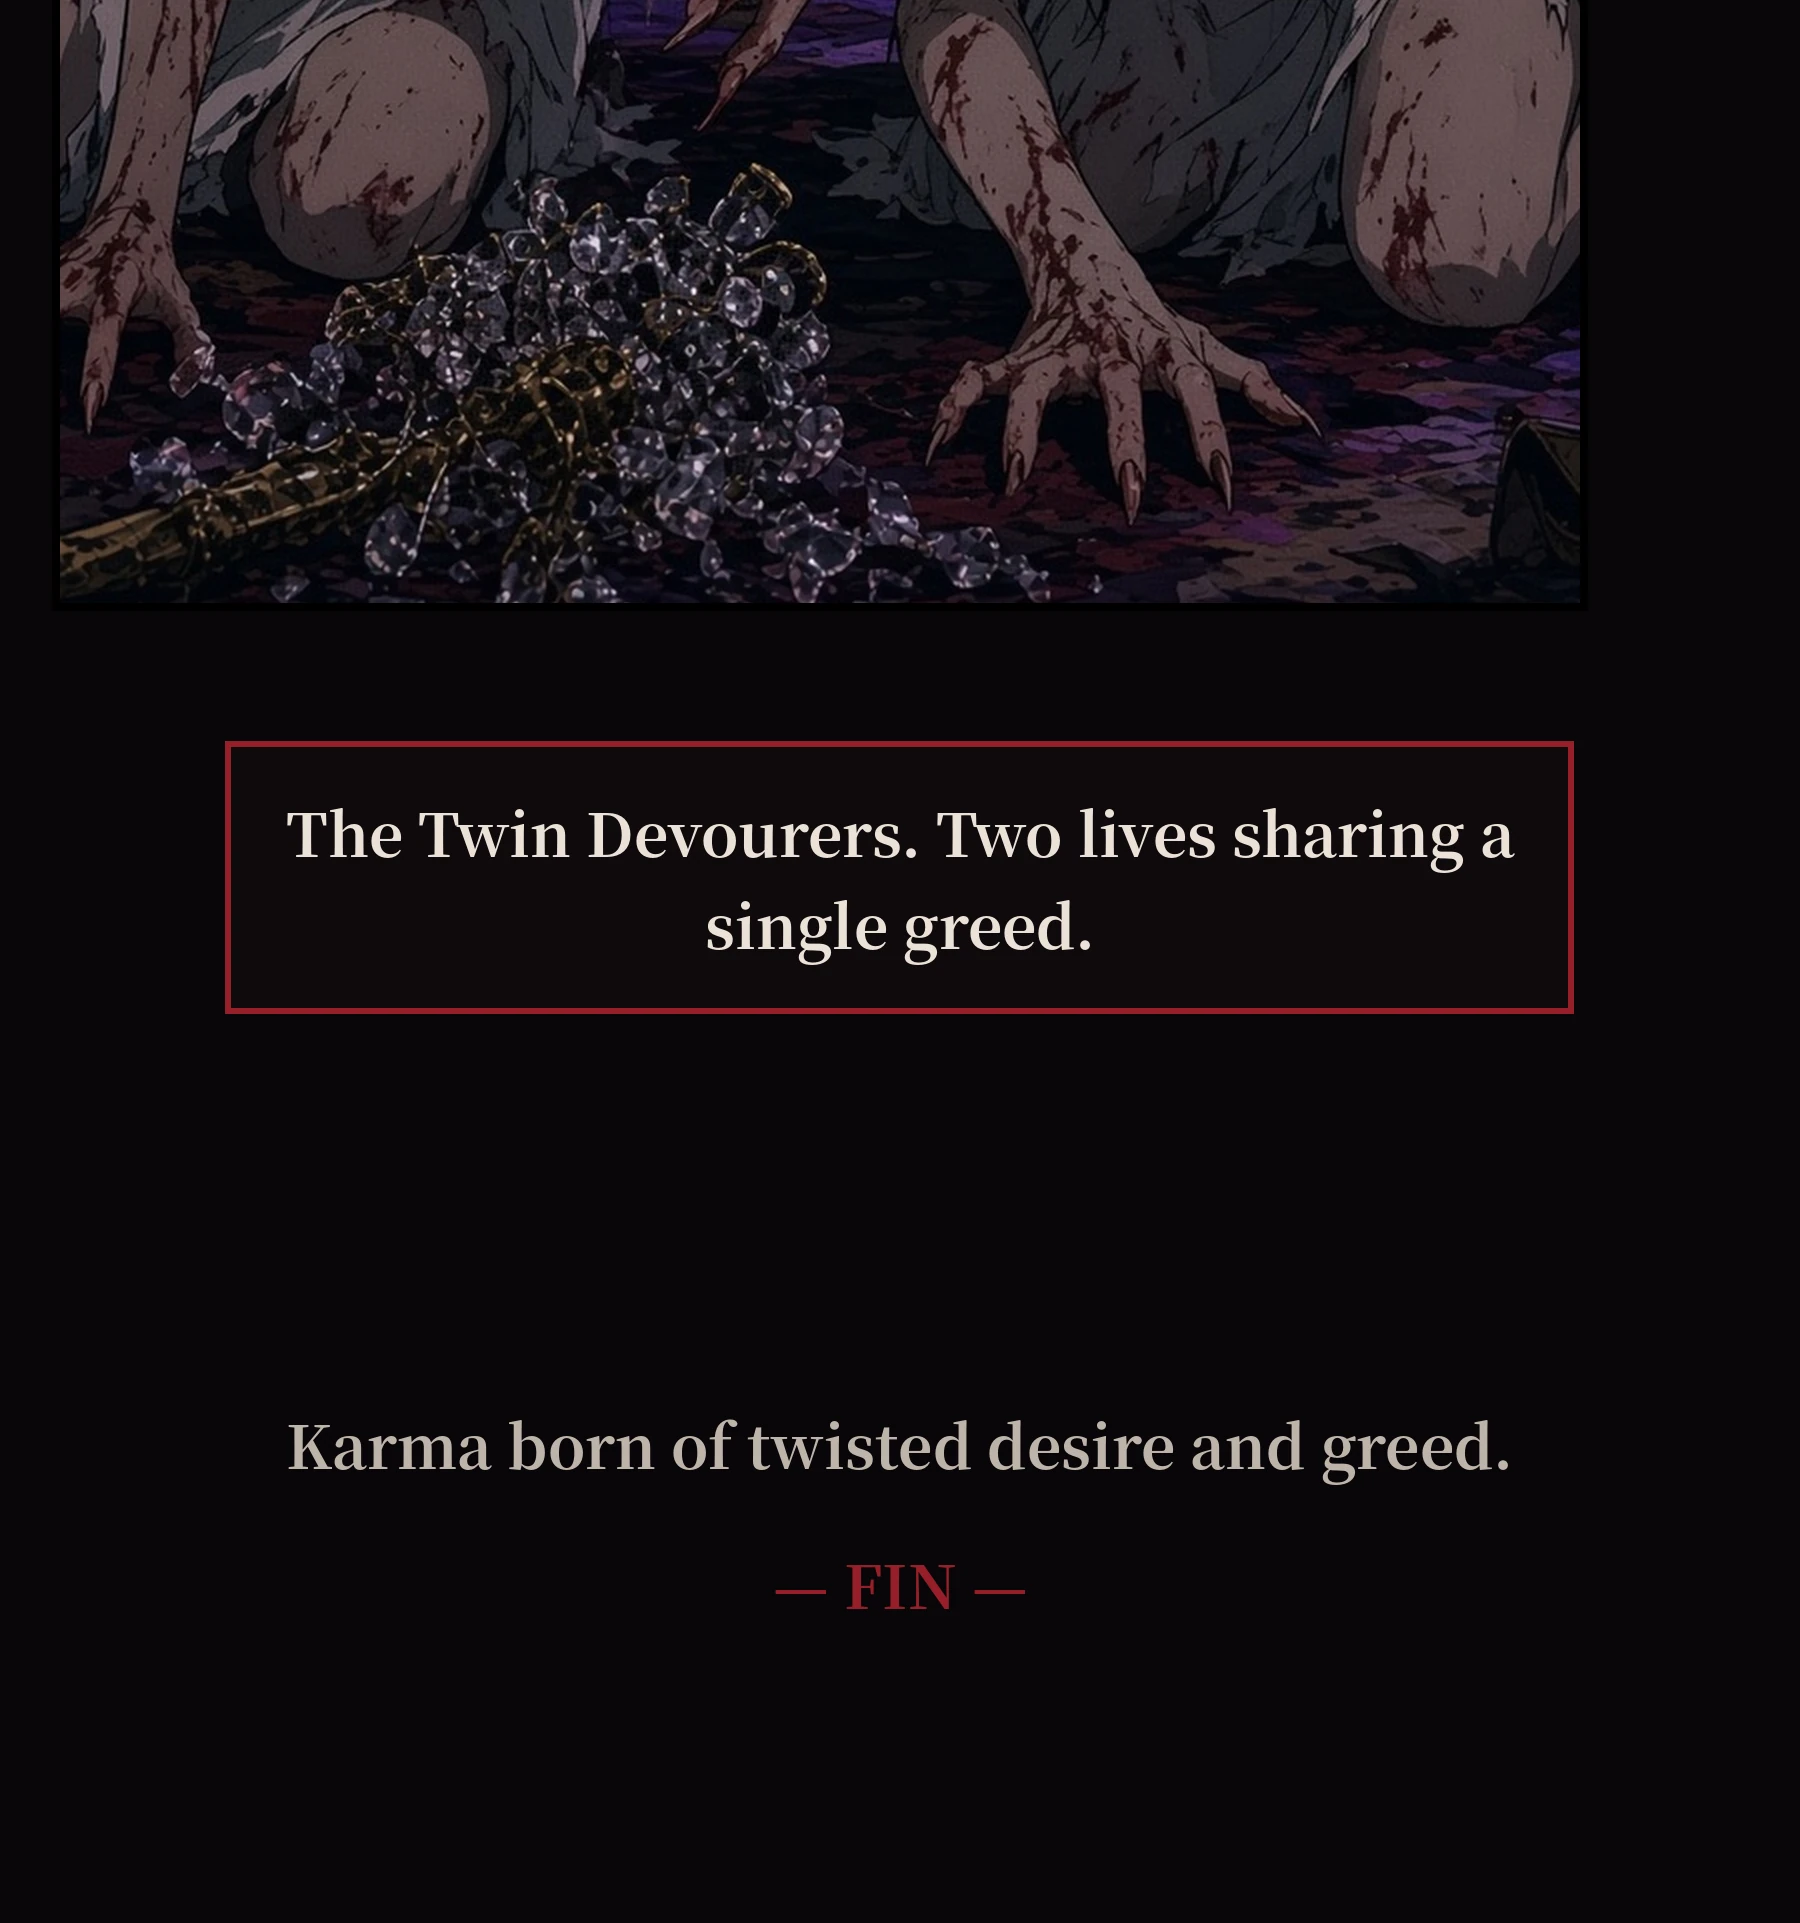 The Twin Devourers. Two lives sharing a
single greed.
Karma born of twisted desire and greed.
— FIN —